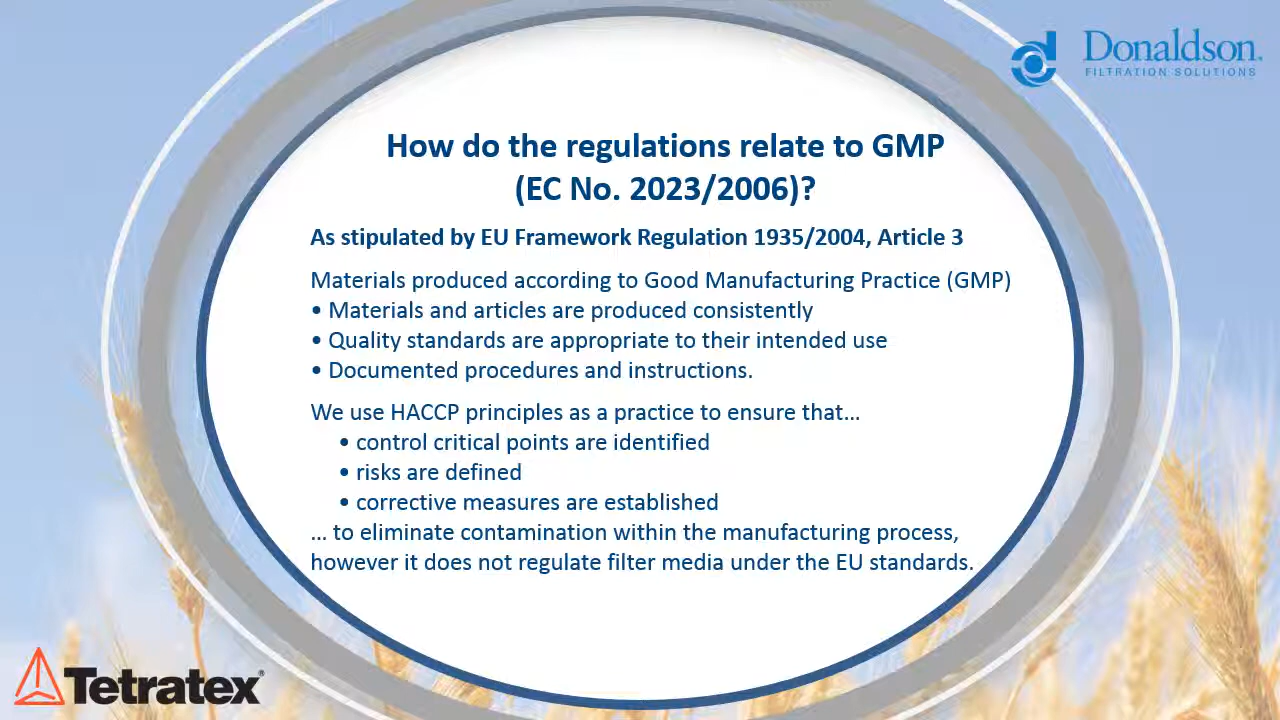 Donaldson.
FILTRATION SOLUTIONS
How do the regulations relate to GMP
(EC No. 2023/2006)?
As stipulated by EU Framework Regulation 1935/2004, Article 3
Materials produced according to Good Manufacturing Practice (GMP)
• Materials and articles are produced consistently
• Quality standards are appropriate to their intended use
• Documented procedures and instructions.
We use HACCP principles as a practice to ensure that...
• control critical points are identified
• risks are defined
• corrective measures are established
... to eliminate contamination within the manufacturing process,
however it does not regulate filter media under the EU standards.
Tetratex®